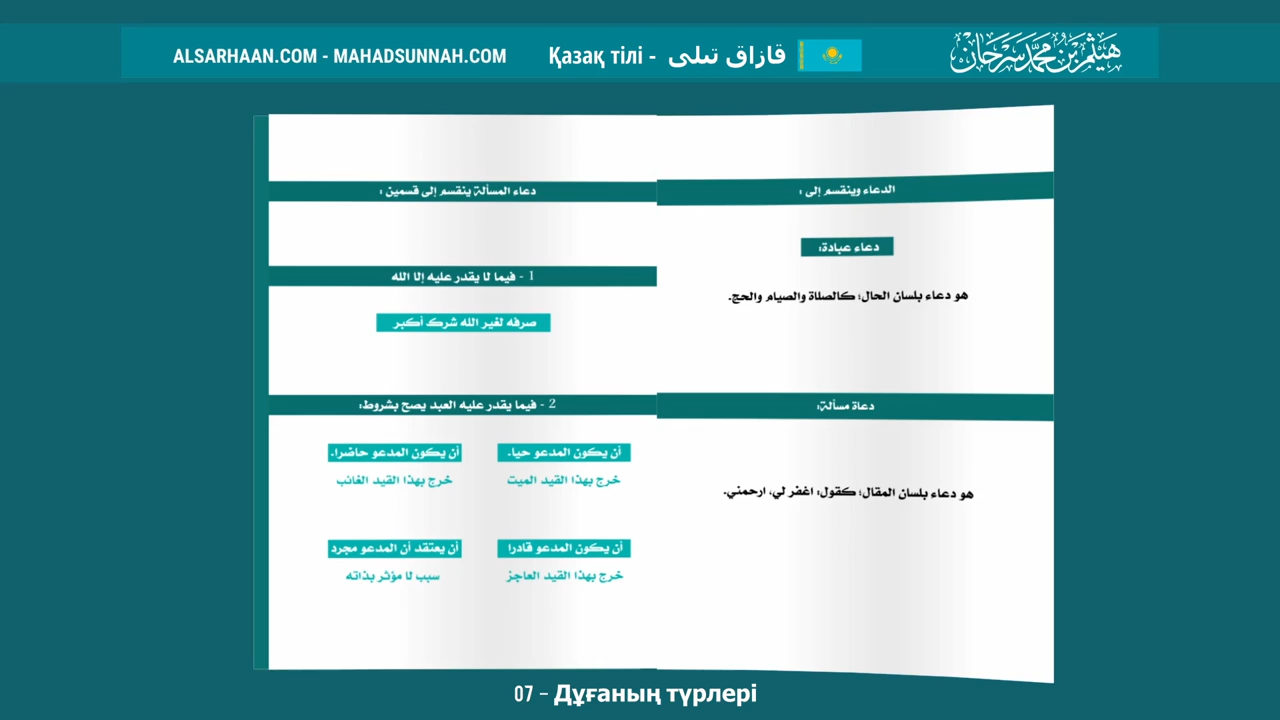 ALSARHAAN.COM - MAHADSUNNAH.COM
Қазақ тілі - قازاق تىلى
هيثم بن محمد سرحان
الدعاء وينقسم إلى :
دعاء عبادة:
هو دعاء بلسان الحال؛ كالصلاة والصيام والحج.
دعاة مسألة:
هو دعاء بلسان المقال؛ كقول: اغفر لي، ارحمني.
دعاء المسألة ينقسم إلى قسمين :
1 - فيما لا يقدر عليه إلا الله
صرفه لغير الله شرك أكبر
2 - فيما يقدر عليه العبد يصح بشروط:
أن يكون المدعو حيا.
خرج بهذا القيد الميت
أن يكون المدعو حاضرا.
خرج بهذا القيد الغائب
أن يكون المدعو قادرا
خرج بهذا القيد العاجز
أن يعتقد أن المدعو مجرد
سبب لا مؤثر بذاته
07 - Дұғаның түрлері